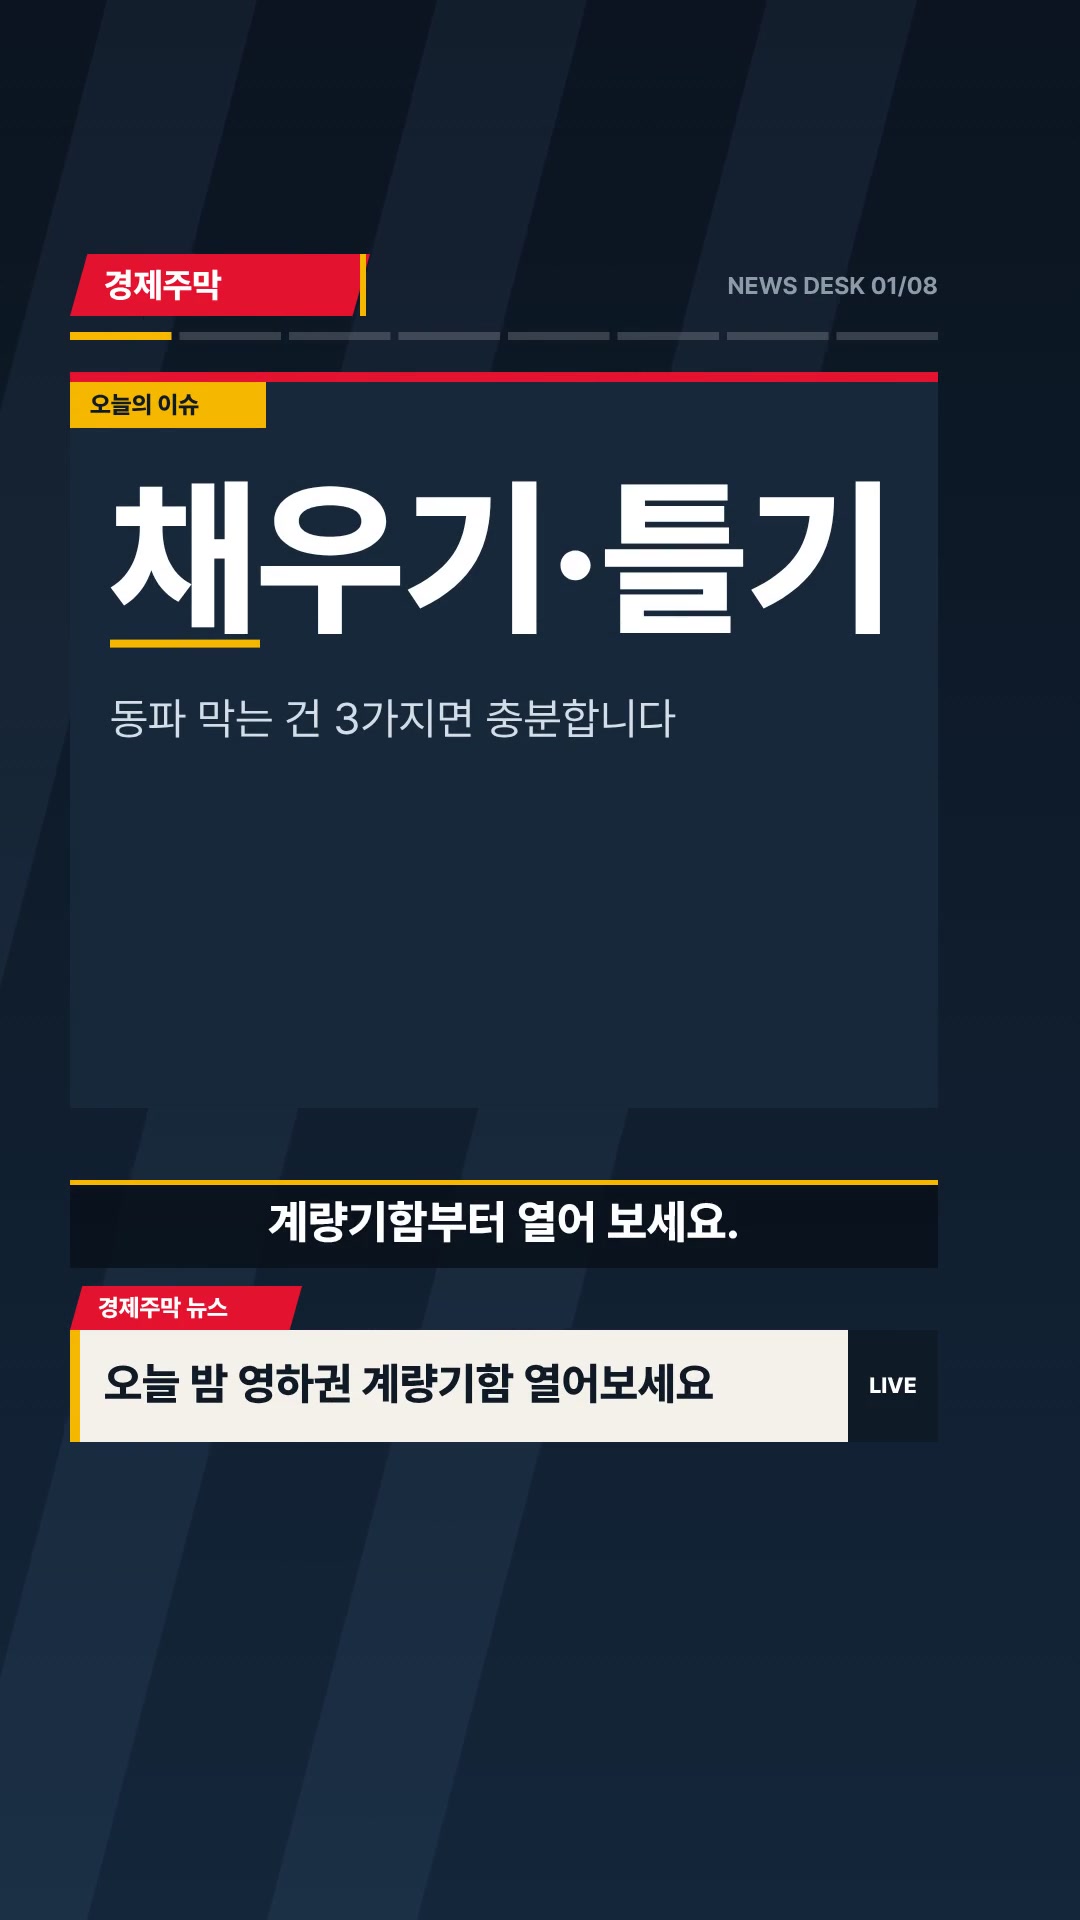 경제주막
NEWS DESK 01/08
오늘의 이슈
채우기·틀기
동파 막는 건 3가지면 충분합니다
계량기함부터 열어 보세요.
경제주막 뉴스
오늘 밤 영하권 계량기함 열어보세요
LIVE